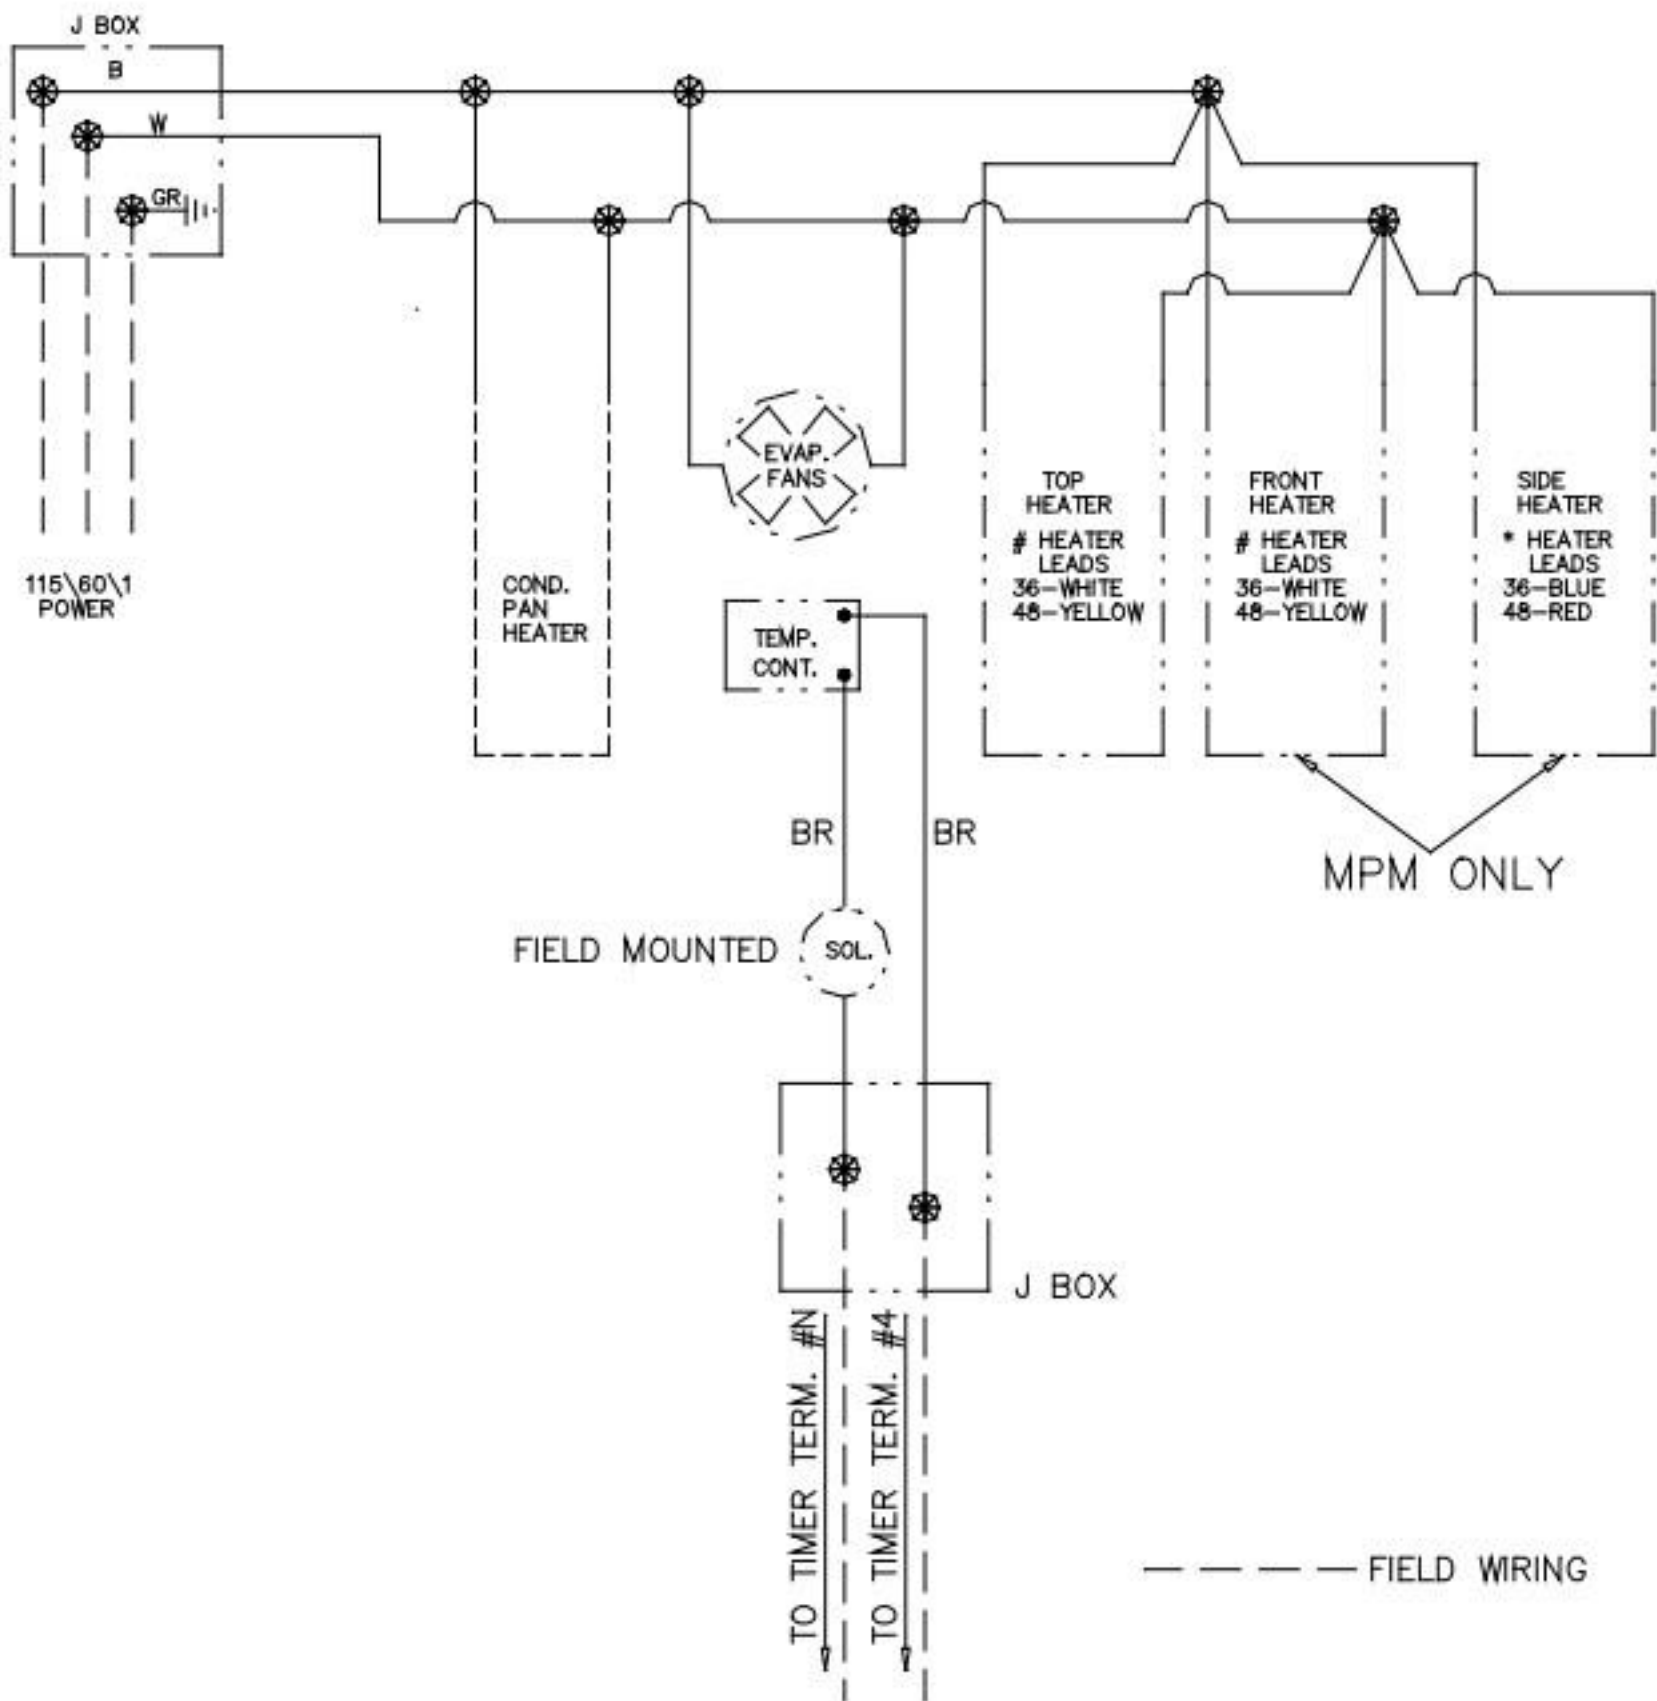 J BOX
B
W
GR
115\60\1
POWER
COND.
PAN
HEATER
EVAP.
FANS
TEMP.
CONT.
TOP
HEATER
# HEATER
LEADS
36-WHITE
48-YELLOW
FRONT
HEATER
# HEATER
LEADS
36-WHITE
48-YELLOW
SIDE
HEATER
* HEATER
LEADS
36-BLUE
48-RED
MPM ONLY
BR
BR
FIELD MOUNTED
SOL.
J BOX
TO TIMER TERM. #N
TO TIMER TERM. #4
FIELD WIRING